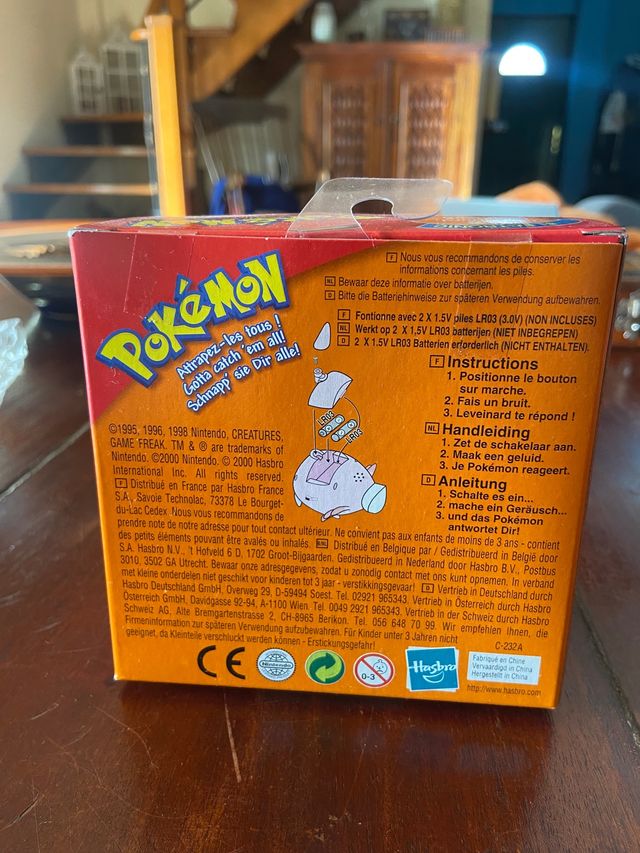 POKéMON
Attrapez-les tous !
Gotta catch 'em all!
Schnapp' sie Dir alle!
F Nous vous recommandons de conserver les
informations concernant les piles.
NL Bewaar deze informatie over batterijen.
D Bitte die Batteriehinweise zur späteren Verwendung aufbewahren.
F Fontionne avec 2 X 1.5V piles LR03 (3.0V) (NON INCLUSES)
NL Werkt op 2 X 1,5V LR03 batterijen (NIET INBEGREPEN)
D 2 X 1.5V LR03 Batterien erforderlich (NICHT ENTHALTEN).
F Instructions
1. Positionne le bouton
sur marche.
2. Fais un bruit.
3. Leveinard te répond !
NL Handleiding
1. Zet de schakelaar aan.
2. Maak een geluid.
3. Je Pokémon reageert.
D Anleitung
1. Schalte es ein...
2. mache ein Geräusch...
3. und das Pokémon
antwortet Dir!
LR03
LR03
©1995, 1996, 1998 Nintendo, CREATURES,
GAME FREAK. TM & ® are trademarks of
Nintendo. ©2000 Nintendo. © 2000 Hasbro
International Inc. All rights reserved.
F Distribué en France par Hasbro France
S.A., Savoie Technolac, 73378 Le Bourget-
du-Lac Cedex. Nous vous recommandons de
prendre note de notre adresse pour tout contact ultérieur. Ne convient pas aux enfants de moins de 3 ans - contient
des petits éléments pouvant être avalés ou inhalés. B/NL Distribué en Belgique par / Gedistribueerd in België door
S.A. Hasbro N.V., 't Hofveld 6 D, 1702 Groot-Bijgaarden. Gedistribueerd in Nederland door Hasbro B.V., Postbus
3010, 3502 GA Utrecht. Bewaar onze adresgegevens, zodat u zonodig contact met ons kunt opnemen. In verband
met kleine onderdelen niet geschikt voor kinderen tot 3 jaar - verstikkingsgevaar! D Vertrieb in Deutschland durch
Hasbro Deutschland GmbH, Overweg 29, D-59494 Soest. Tel. 02921 965343. Vertrieb in Österreich durch Hasbro
Österreich GmbH, Davidgasse 92-94, A-1100 Wien. Tel. 0049 2921 965343. Vertrieb in der Schweiz durch Hasbro
Schweiz AG, Alte Bremgartenstrasse 2, CH-8965 Berikon. Tel. 056 648 70 99. Wir empfehlen Ihnen, die
Firmeninformation zur späteren Verwendung aufzubewahren. Für Kinder unter 3 Jahren nicht
geeignet, da Kleinteile verschluckt werden können - Erstickungsgefahr!
C-232A
CE
Nintendo
0-3
Hasbro
Fabriqué en Chine
Vervaardigd in China
Hergestellt in China
http://www.hasbro.com